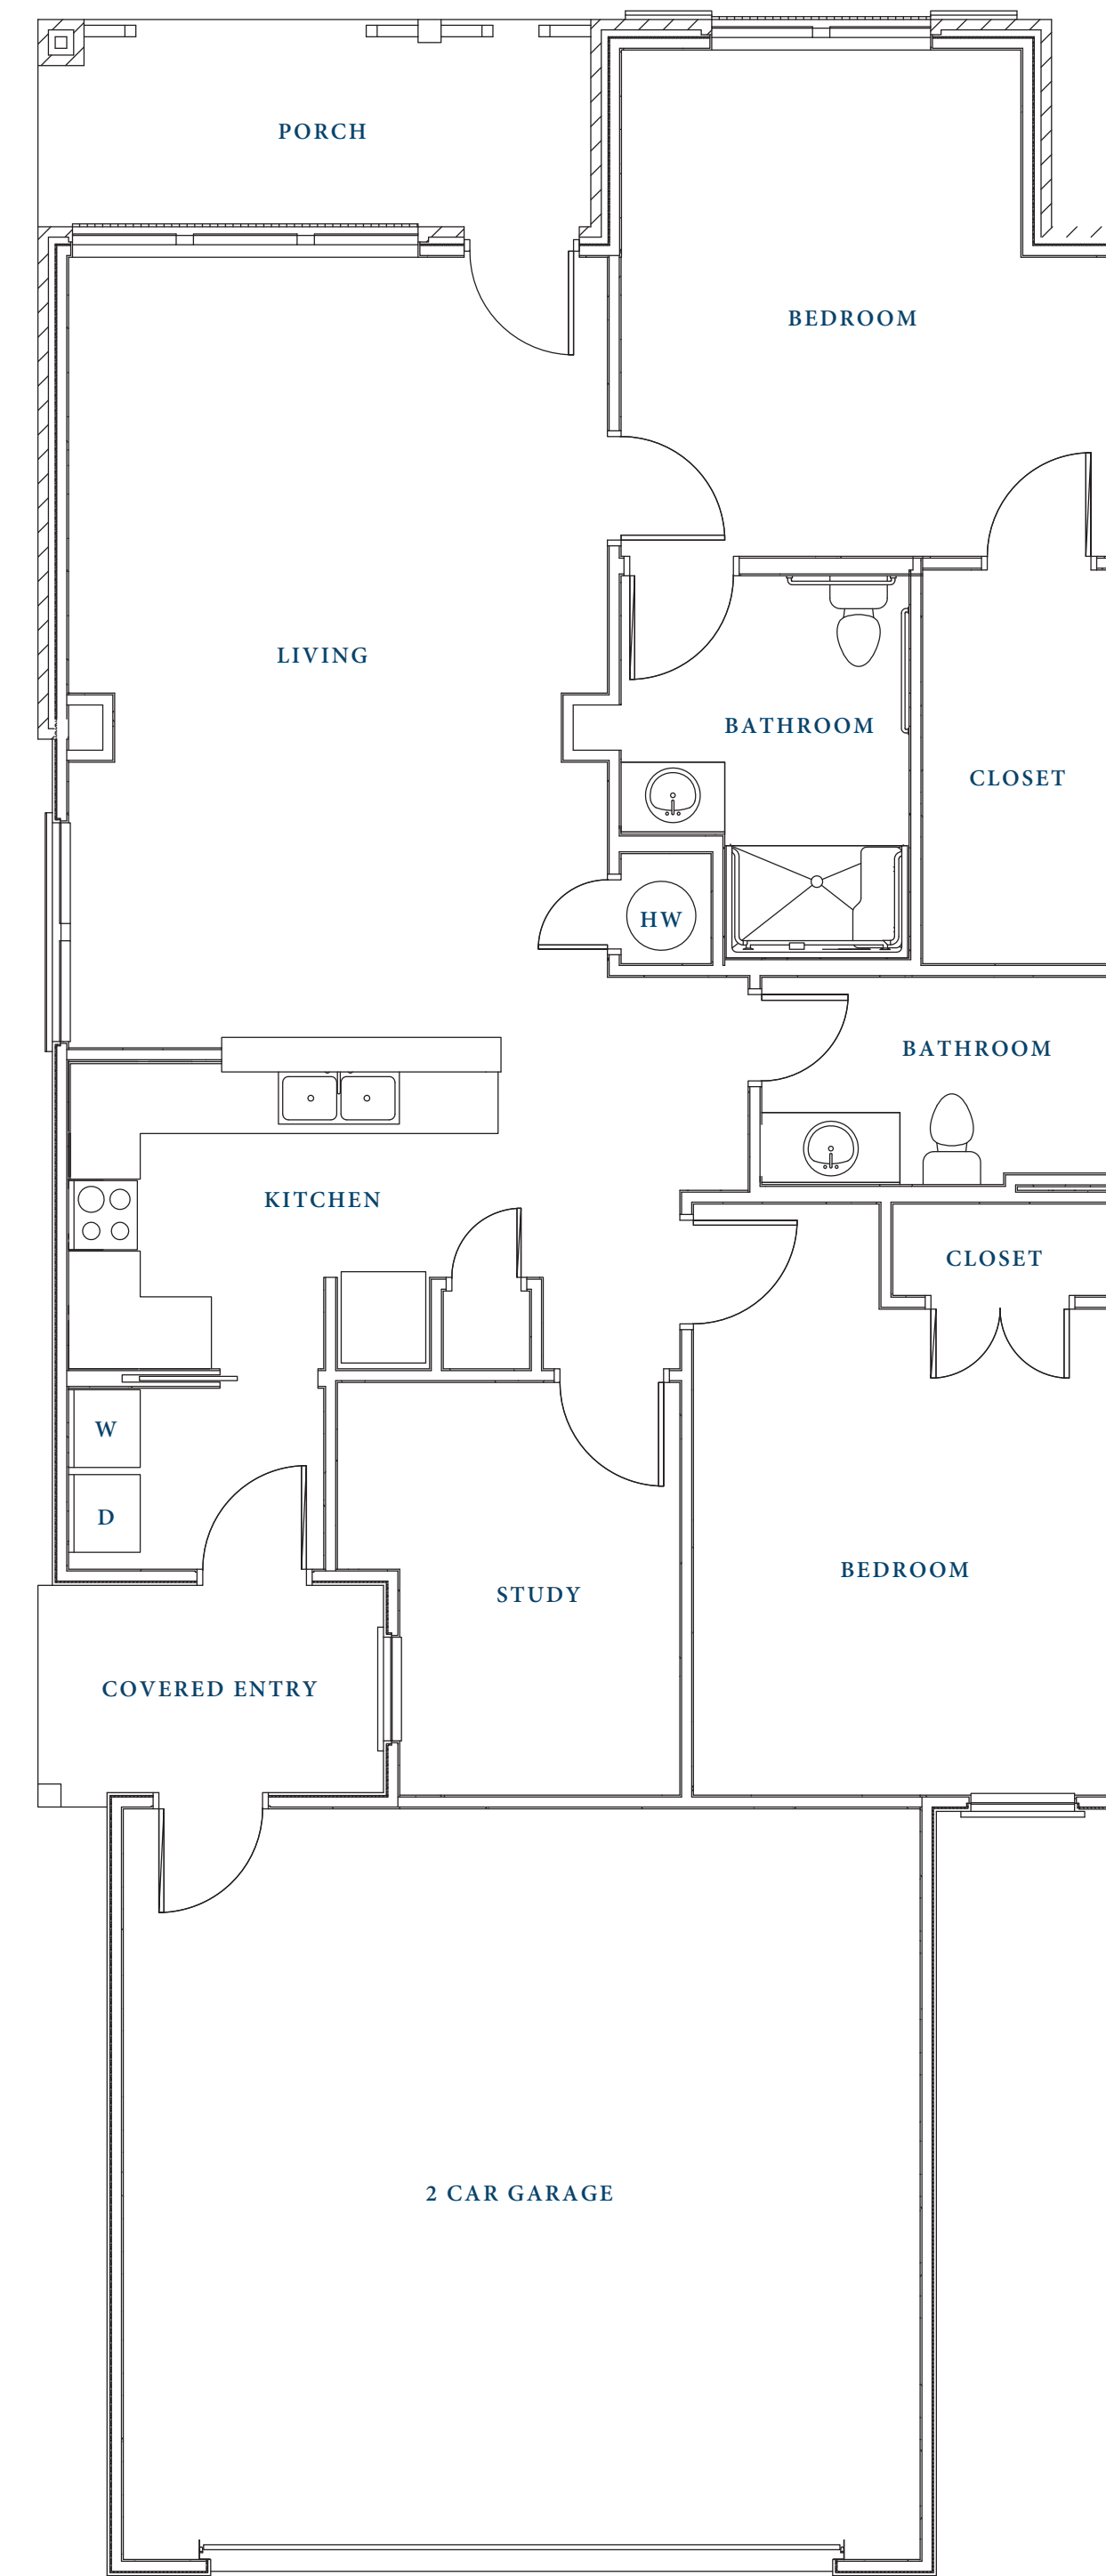 PORCH
BEDROOM
LIVING
BATHROOM
CLOSET
HW
BATHROOM
KITCHEN
CLOSET
W
D
BEDROOM
STUDY
COVERED ENTRY
2 CAR GARAGE